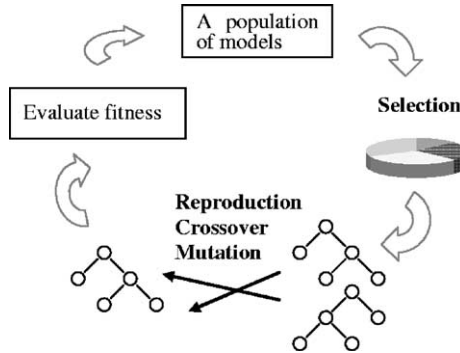 A population
of models
Selection
Evaluate fitness
Reproduction
Crossover
Mutation